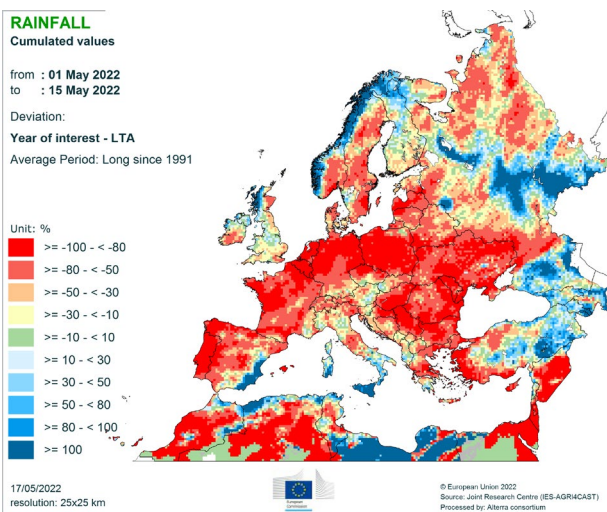 RAINFALL
Cumulated values
from : 01 May 2022
to : 15 May 2022
Deviation:
Year of interest - LTA
Average Period: Long since 1991
Unit: %
>= -100 - < -80
>= -80 - < -50
>= -50 - < -30
>= -30 - < -10
>= -10 - < 10
>= 10 - < 30
>= 30 - < 50
>= 50 - < 80
>= 80 - < 100
>= 100
17/05/2022
resolution: 25x25 km
European
Commission
© European Union 2022
Source: Joint Research Centre (IES-AGRI4CAST)
Processed by: Alterra consortium